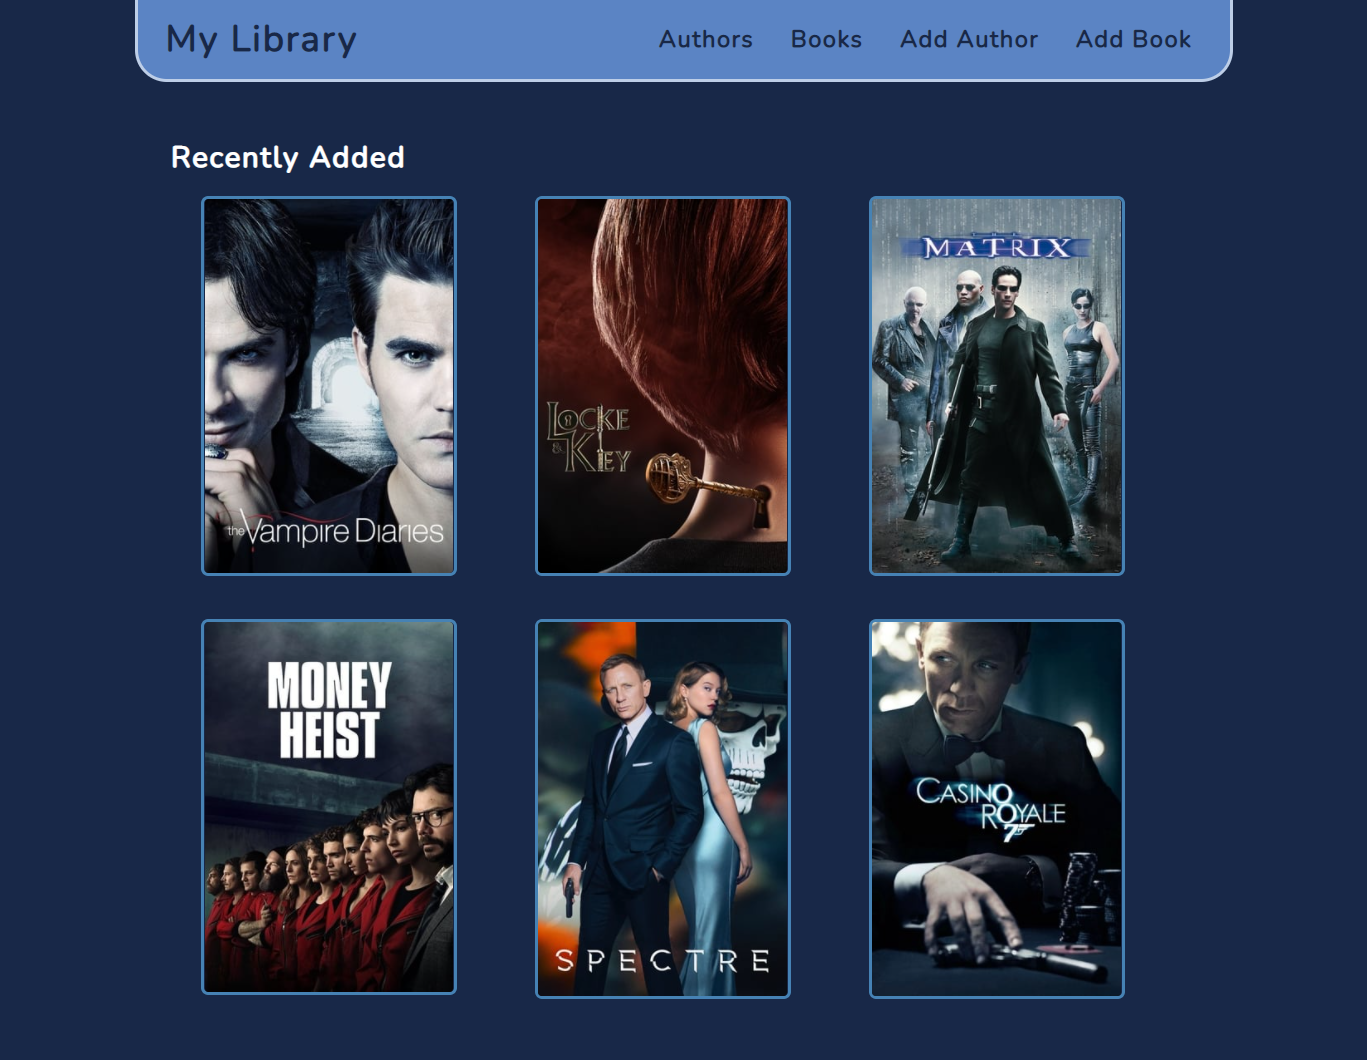 My Library
Authors
Books
Add Author
Add Book
Recently Added
the Vampire Diaries
LOCKE
& KEY
MATRIX
MONEY
HEIST
SPECTRE
CASINO
ROYALE
007